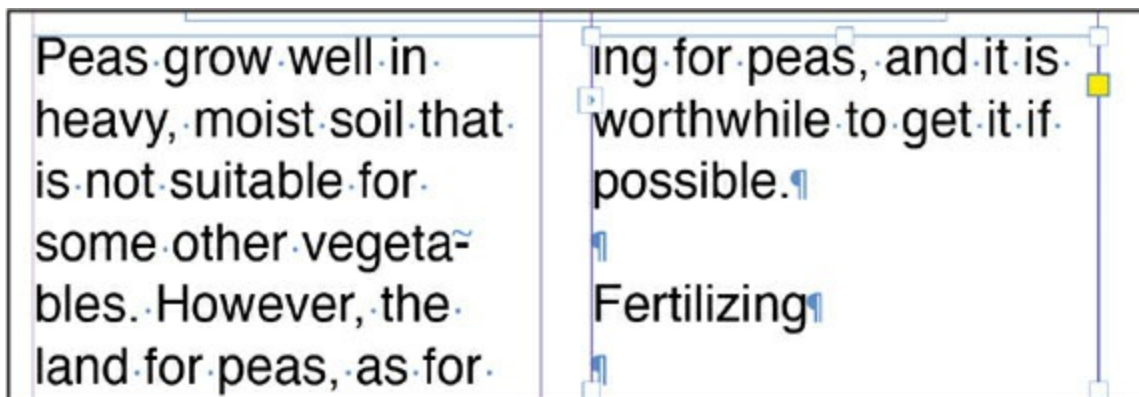 Peas grow well in
heavy, moist soil that
is not suitable for
some other vegeta-
bles. However, the
land for peas, as for
ing for peas, and it is
worthwhile to get it if
possible.¶
¶
Fertilizing¶
¶